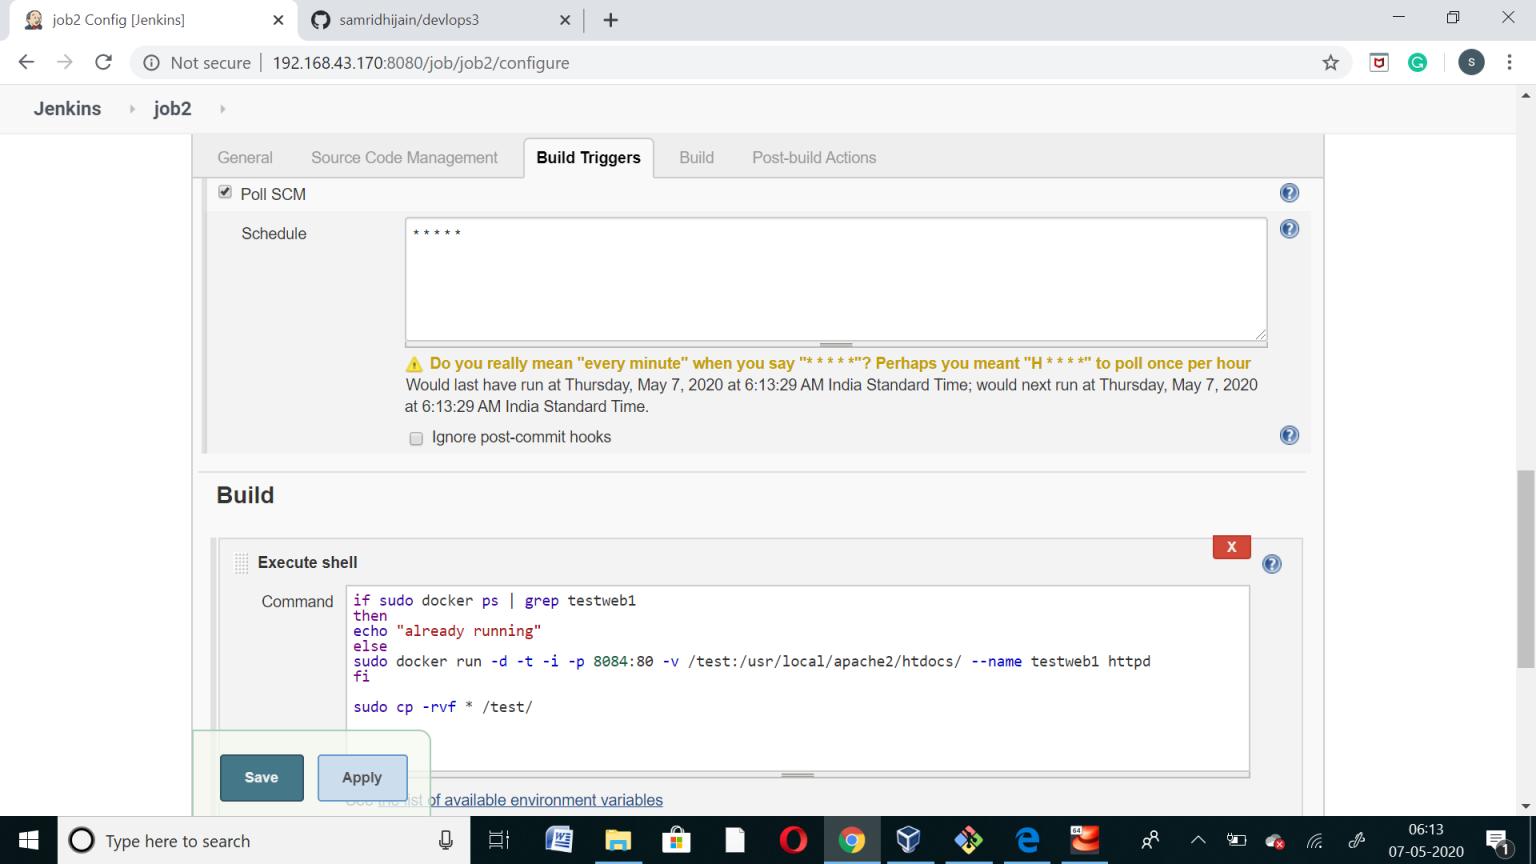 job2 Config [Jenkins]
samridhijain/devlops3
Not secure
192.168.43.170:8080/job/job2/configure
S
Jenkins
job2
General
Source Code Management
Build Triggers
Build
Post-build Actions
Poll SCM
Schedule
* * * * *
Do you really mean "every minute" when you say "* * * * *"? Perhaps you meant "H * * * *" to poll once per hour
Would last have run at Thursday, May 7, 2020 at 6:13:29 AM India Standard Time; would next run at Thursday, May 7, 2020
at 6:13:29 AM India Standard Time.
Ignore post-commit hooks
Build
X
Execute shell
Command
if sudo docker ps | grep testweb1
then
echo "already running"
else
sudo docker run -d -t -i -p 8084:80 -v /test:/usr/local/apache2/htdocs/ --name testweb1 httpd
fi
sudo cp -rvf * /test/
Save
Apply
See the list of available environment variables
Type here to search
64
06:13
07-05-2020
1